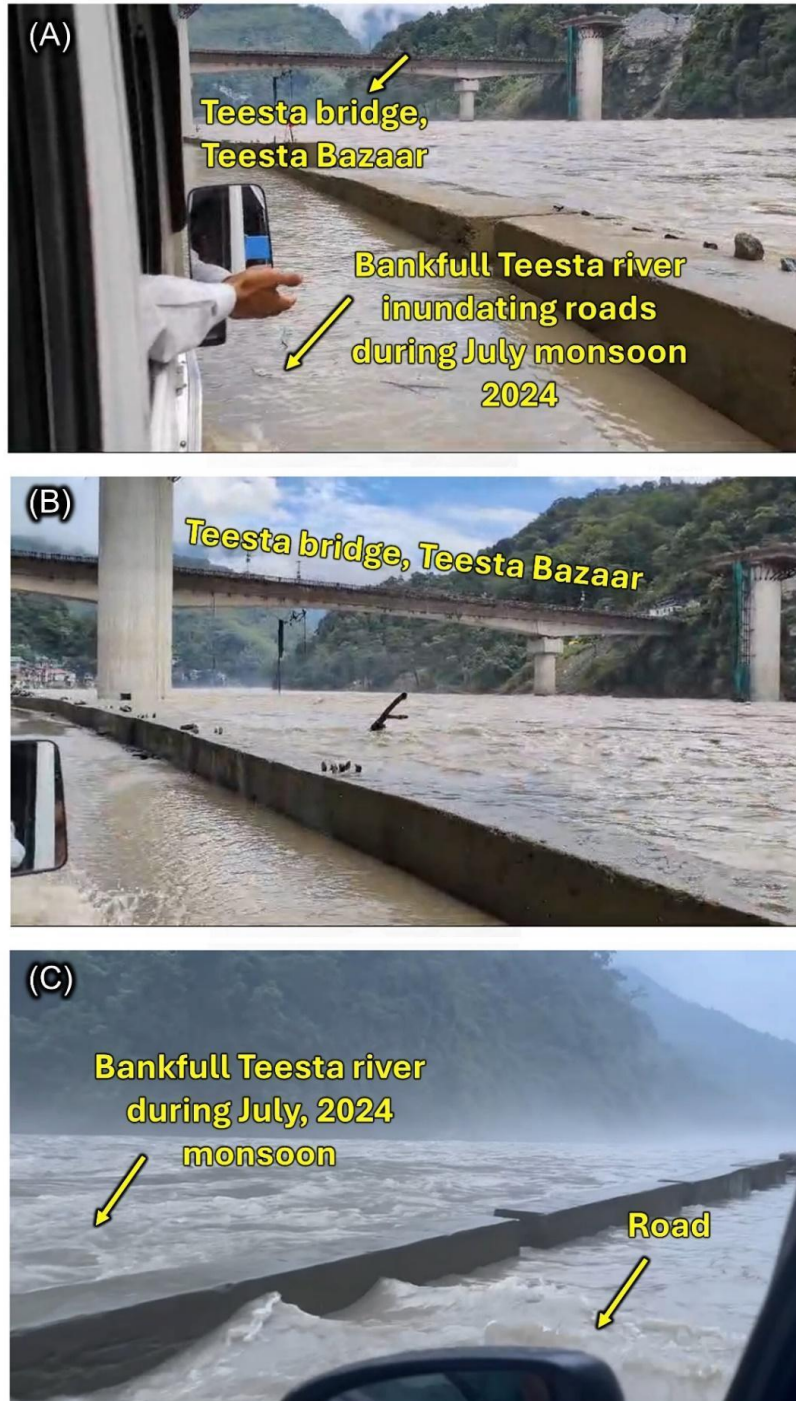 (A)
Teesta bridge,
Teesta Bazaar
Bankfull Teesta river
inundating roads
during July monsoon
2024
(B)
Teesta bridge, Teesta Bazaar
(C)
Bankfull Teesta river
during July, 2024
monsoon
Road